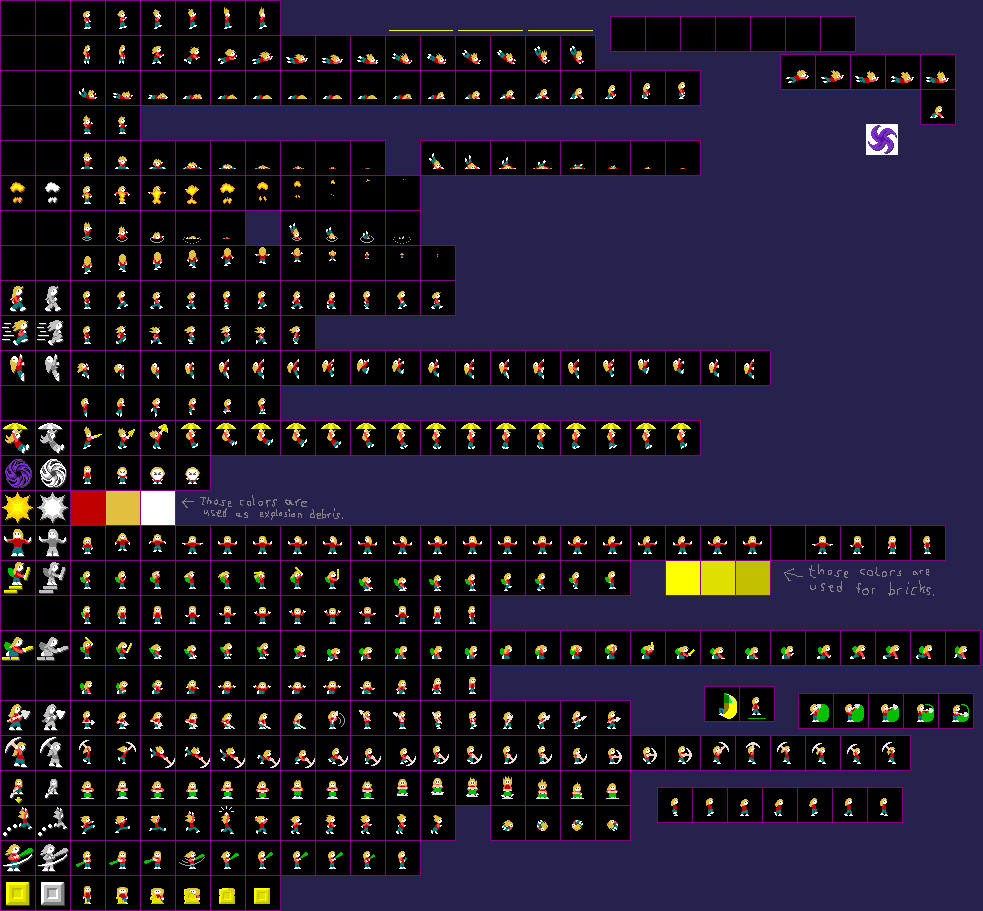 ← Those colors are
used as explosion debris.
← those colors are
used for bricks.